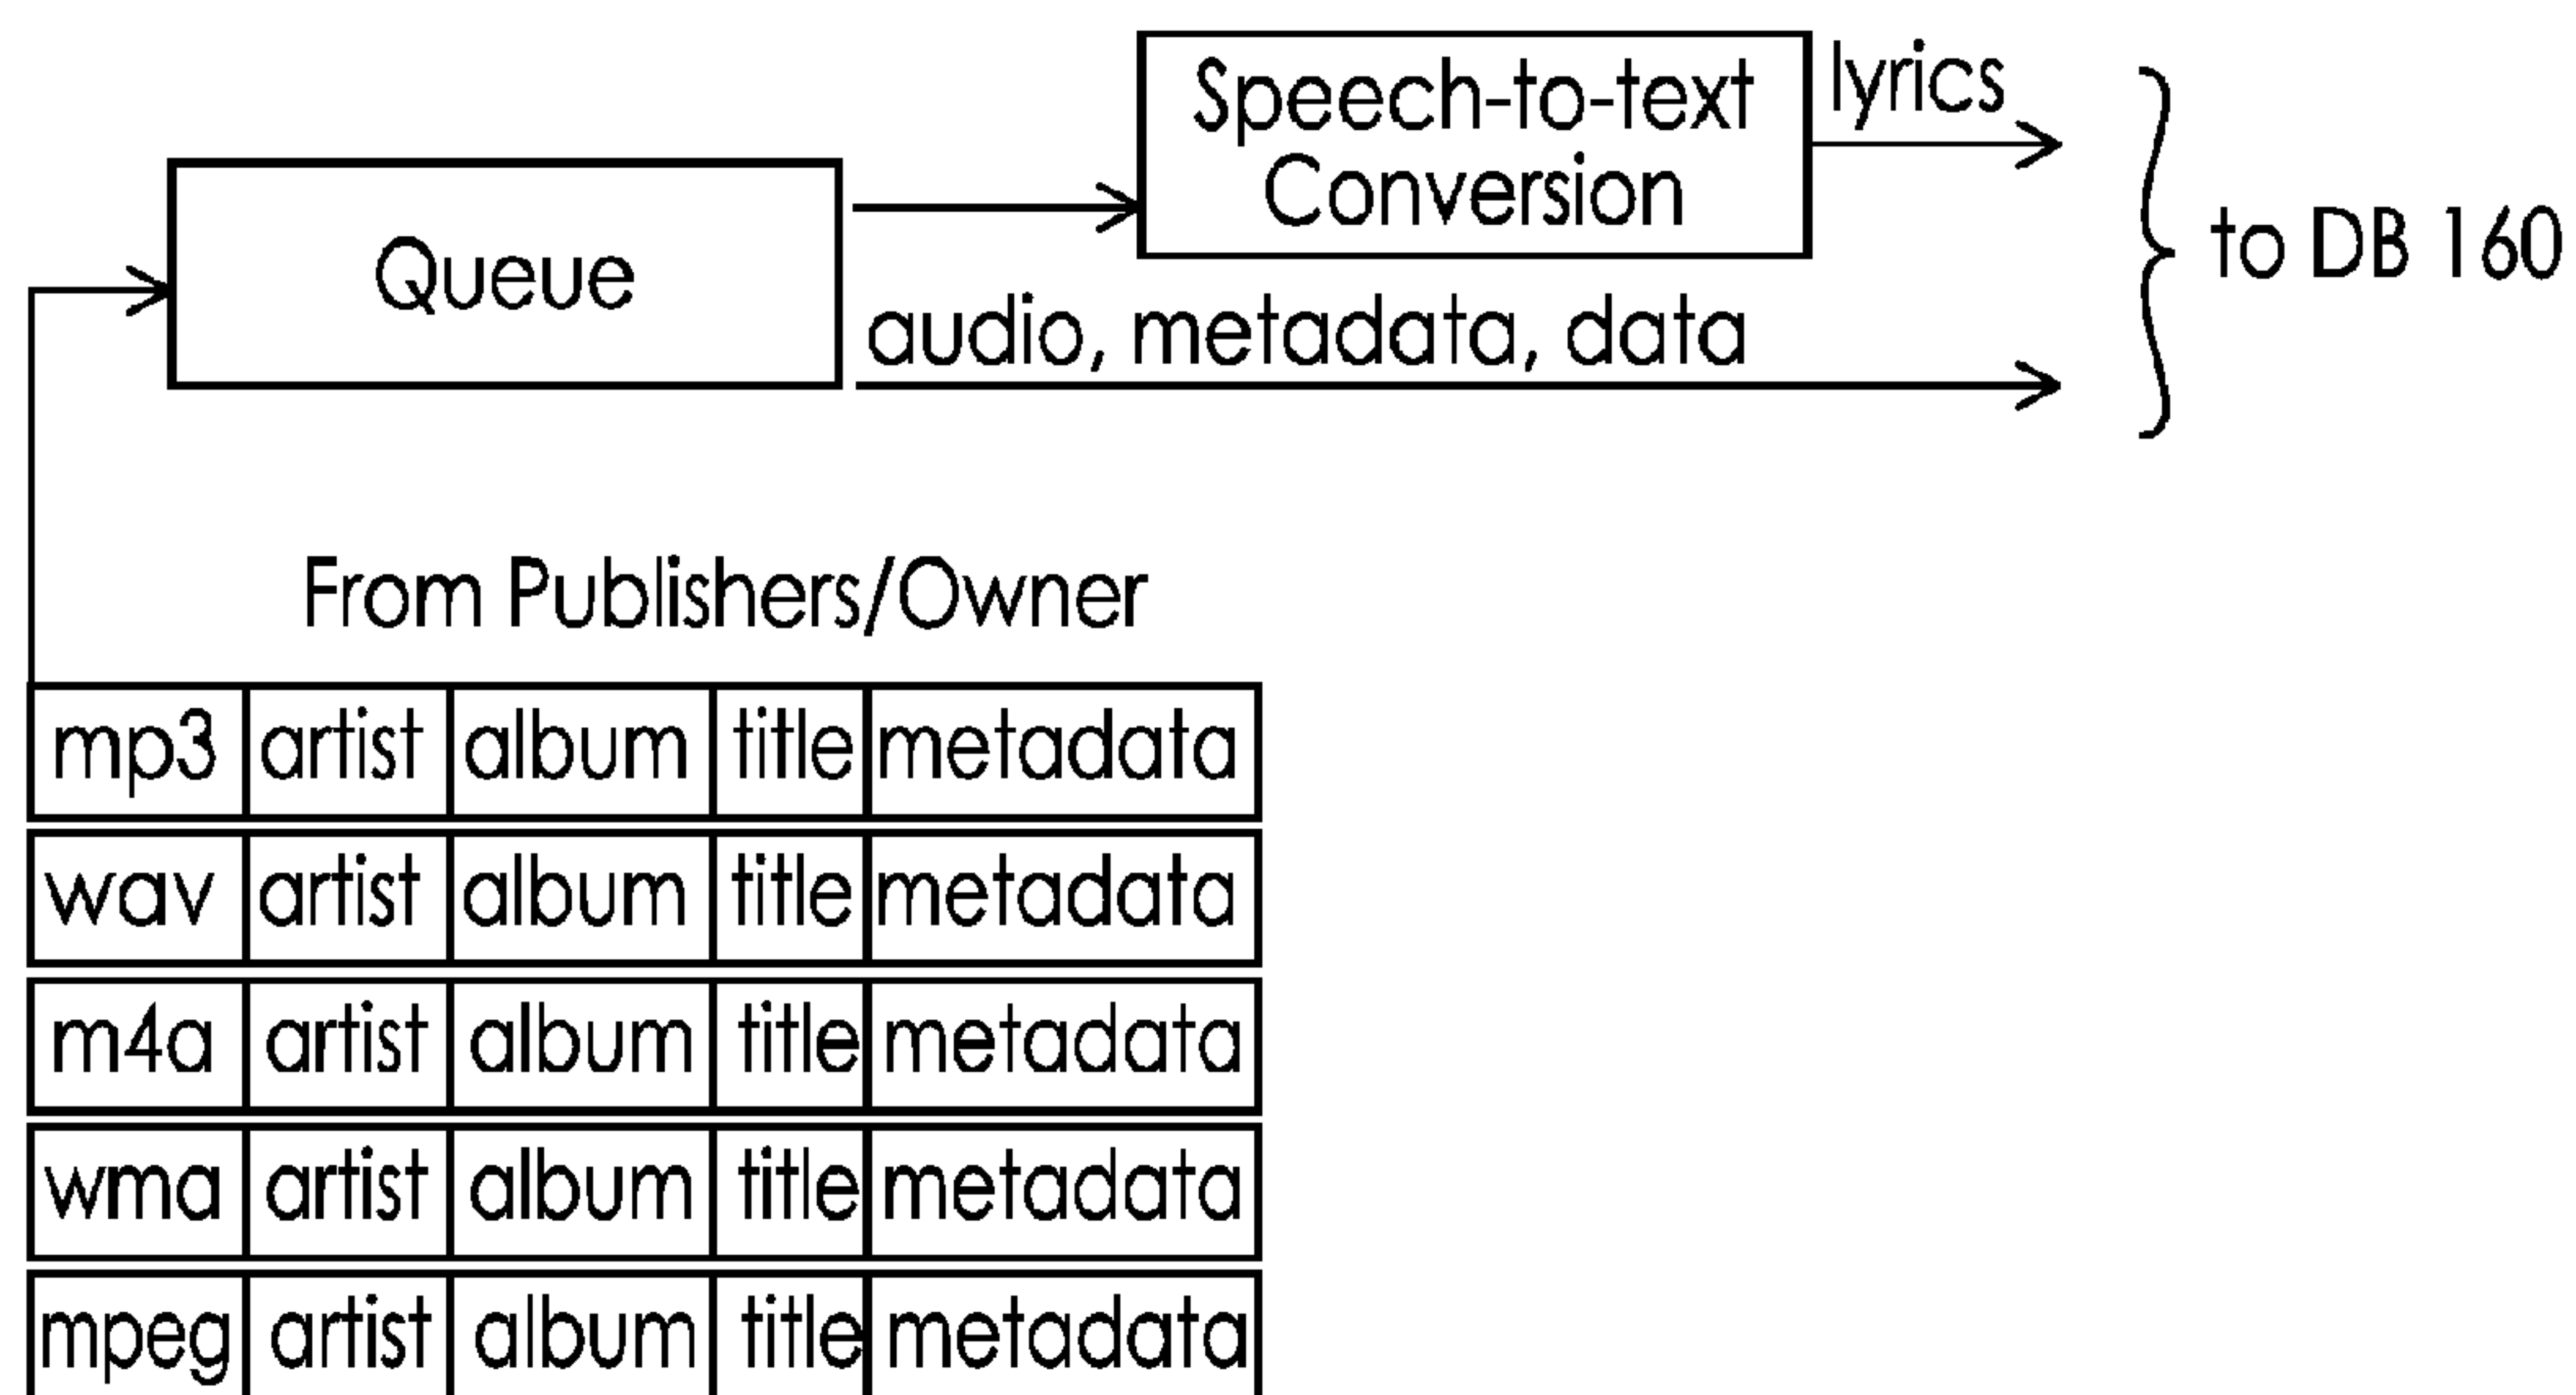 Speech-to-text
Conversion
lyrics
Queue
audio, metadata, data
to DB 160
From Publishers/Owner
mp3 artist album title metadata
wav artist album title metadata
m4a artist album title metadata
wma artist album title metadata
mpeg artist album title metadata